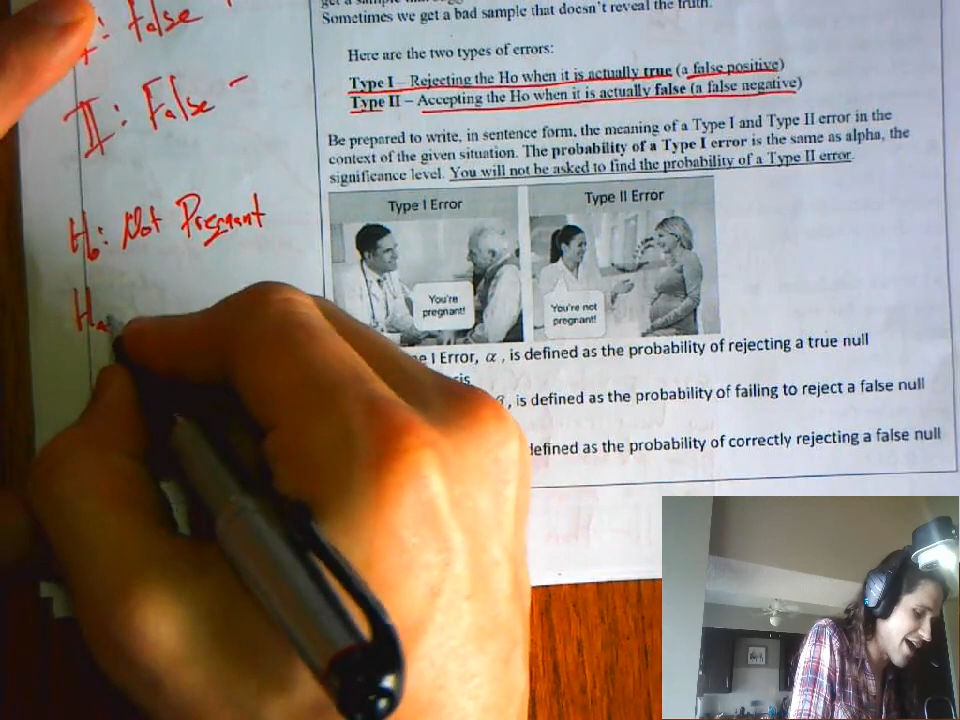 I: False
II: False -
H₀: Not Pregnant
Hₐ
Sometimes we get a bad sample that doesn't reveal the truth.
Here are the two types of errors:
Type I – Rejecting the Ho when it is actually true (a false positive)
Type II – Accepting the Ho when it is actually false (a false negative)
Be prepared to write, in sentence form, the meaning of a Type I and Type II error in the
context of the given situation. The probability of a Type I error is the same as alpha, the
significance level. You will not be asked to find the probability of a Type II error.
Type I Error
You're
pregnant!
Type II Error
You're not
pregnant!
I Error, α, is defined as the probability of rejecting a true null
, is defined as the probability of failing to reject a false null
defined as the probability of correctly rejecting a false null